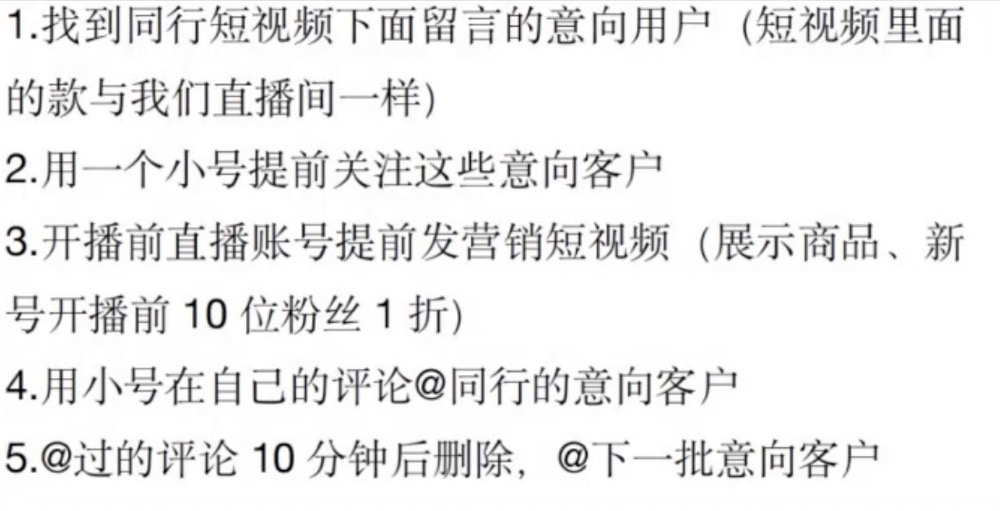 1.找到同行短视频下面留言的意向用户（短视频里面
的款与我们直播间一样）
2.用一个小号提前关注这些意向客户
3.开播前直播账号提前发营销短视频（展示商品、新
号开播前 10 位粉丝 1 折）
4.用小号在自己的评论@同行的意向客户
5.@过的评论 10 分钟后删除，@下一批意向客户